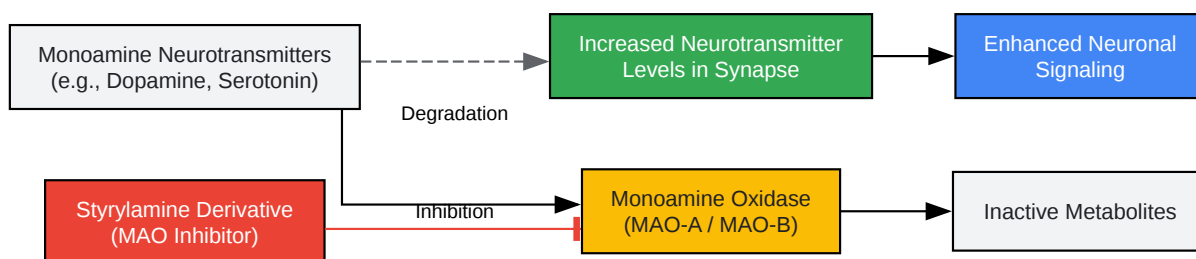 Monoamine Neurotransmitters
(e.g., Dopamine, Serotonin)
Increased Neurotransmitter
Levels in Synapse
Enhanced Neuronal
Signaling
Degradation
Styrylamine Derivative
(MAO Inhibitor)
Inhibition
Monoamine Oxidase
(MAO-A / MAO-B)
Inactive Metabolites